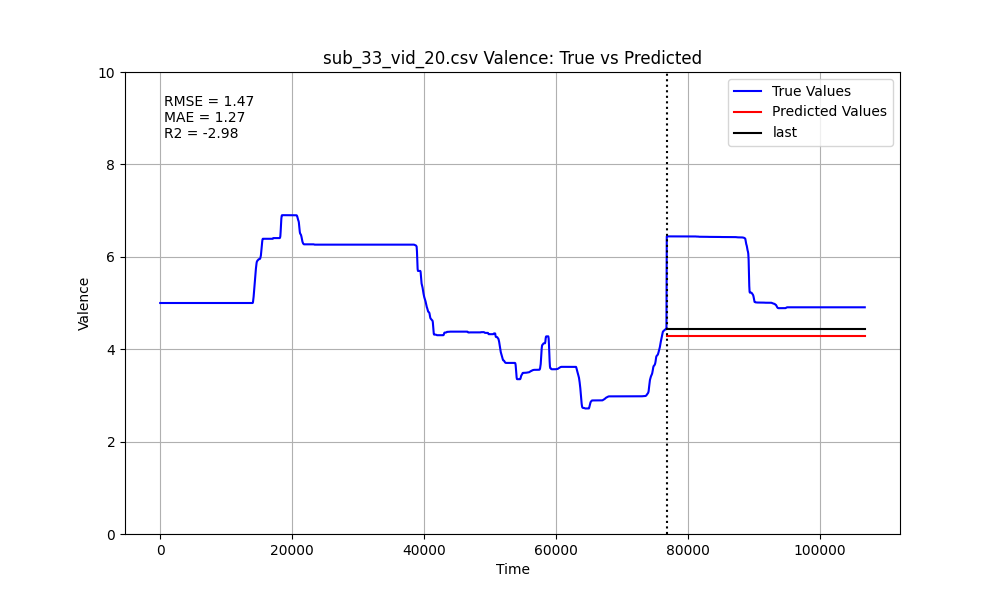 sub_33_vid_20.csv Valence: True vs Predicted
RMSE = 1.47
MAE = 1.27
R2 = -2.98
True Values
Predicted Values
last
10
8
6
4
2
0
Valence
0 20000 40000 60000 80000 100000
Time